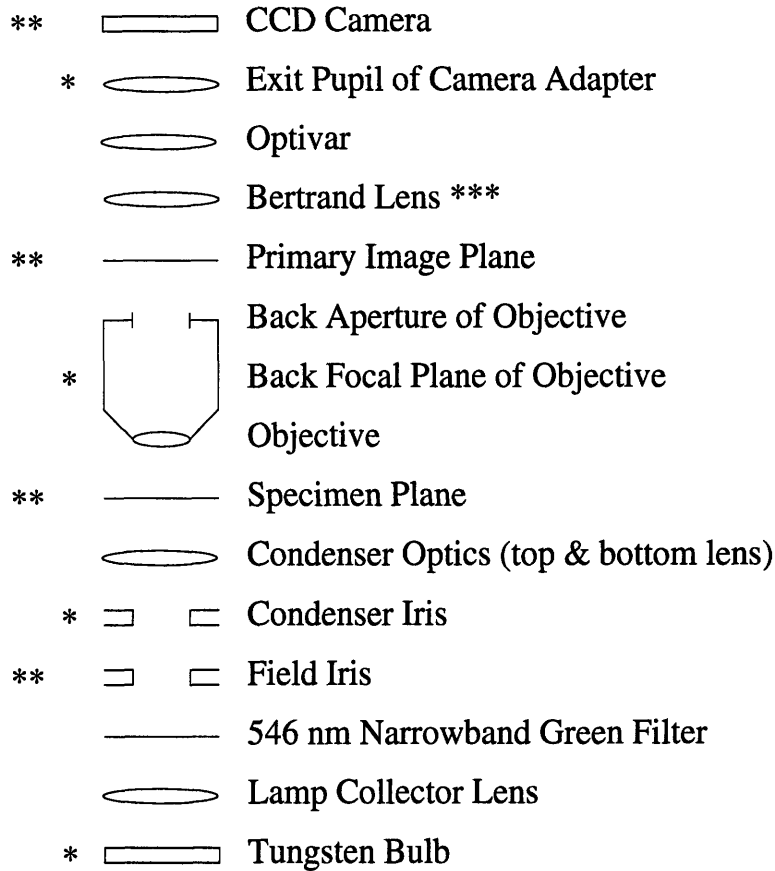 ** CCD Camera
* Exit Pupil of Camera Adapter
Optivar
Bertrand Lens ***
** Primary Image Plane
Back Aperture of Objective
* Back Focal Plane of Objective
Objective
** Specimen Plane
Condenser Optics (top & bottom lens)
* Condenser Iris
** Field Iris
546 nm Narrowband Green Filter
Lamp Collector Lens
* Tungsten Bulb